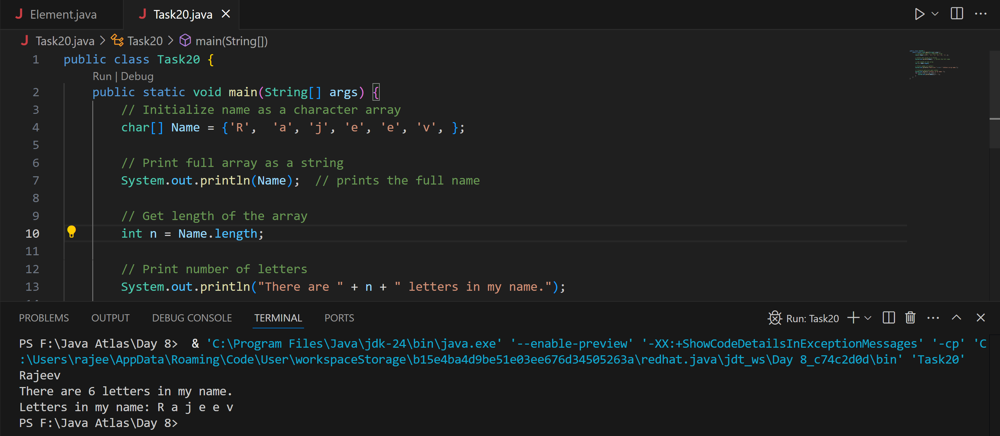 Element.java Task20.java
Task20.java > Task20 > main(String[])
1 public class Task20 {
Run | Debug
2 public static void main(String[] args) {
3 // Initialize name as a character array
4 char[] Name = {'R',  'a', 'j', 'e', 'e', 'v', };
5
6 // Print full array as a string
7 System.out.println(Name);  // prints the full name
8
9 // Get length of the array
10 int n = Name.length;
11
12 // Print number of letters
13 System.out.println("There are " + n + " letters in my name.");
PROBLEMS OUTPUT DEBUG CONSOLE TERMINAL PORTS Run: Task20
PS F:\Java Atlas\Day 8>  & 'C:\Program Files\Java\jdk-24\bin\java.exe' '--enable-preview' '-XX:+ShowCodeDetailsInExceptionMessages' '-cp' 'C
:\Users\rajee\AppData\Roaming\Code\User\workspaceStorage\b15e4ba4d9be51e03ee676d34505263a\redhat.java\jdt_ws\Day 8_c74c2d0d\bin' 'Task20'
Rajeev
There are 6 letters in my name.
Letters in my name: R a j e e v
PS F:\Java Atlas\Day 8>